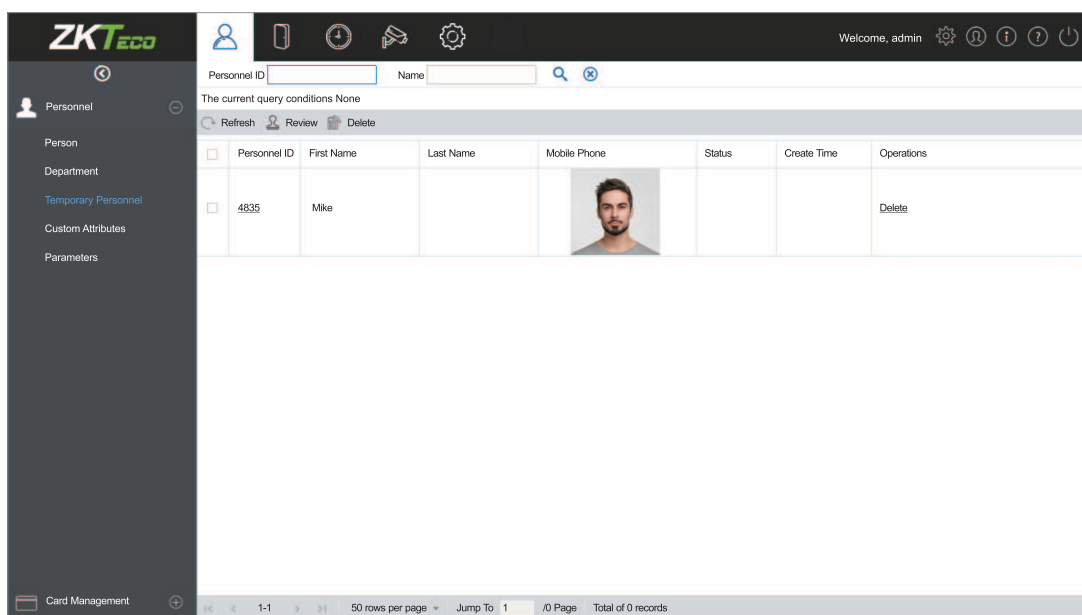 ZKTeco
Welcome, admin
Personnel ID Name
The current query conditions None
Personnel
Refresh Review Delete
Person
Department
Temporary Personnel
Custom Attributes
Parameters
Personnel ID First Name Last Name Mobile Phone Status Create Time Operations
4835 Mike Delete
Card Management
1-1 50 rows per page Jump To 1 /0 Page Total of 0 records